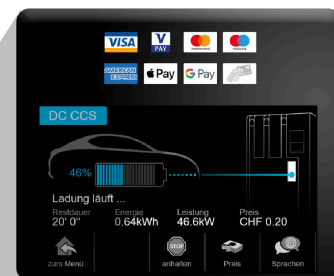 VISA
V PAY
AMERICAN EXPRESS
Pay
G Pay
DC CCS
46%
Ladung läuft ...
Restdauer Energie Leistung Preis
20' 0" 0.64kWh 46.6kW CHF 0.20
STOP
zum Menü anhalten Preis Sprachen